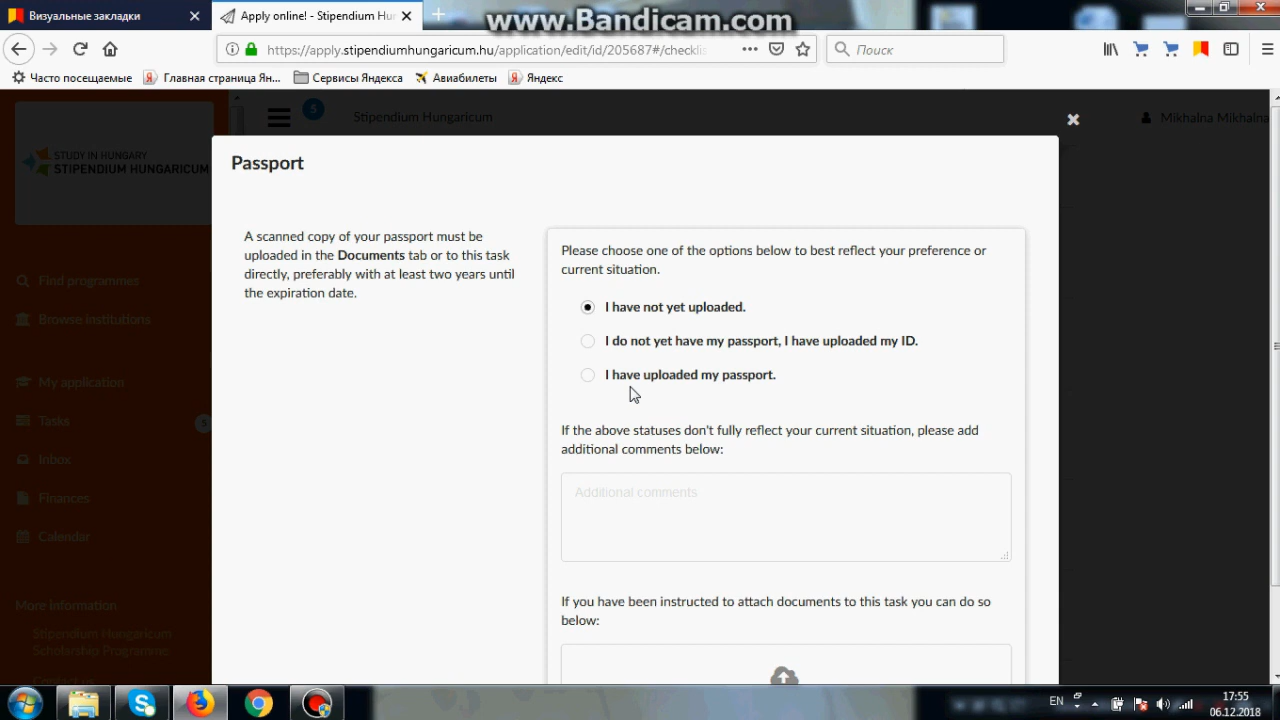 www.Bandicam.com
Визуальные закладки
Apply online! - Stipendium Hu
https://apply.stipendiumhungaricum.hu/application/edit/id/205687#/checkli
Поиск
Часто посещаемые
Главная страница Ян...
Сервисы Яндекса
Авиабилеты
Яндекс
STUDY IN HUNGARY
STIPENDIUM HUNGARICUM
5
Stipendium Hungaricum
Mikhalna Mikhalna
Find programmes
Browse institutions
My application
Tasks
5
Inbox
Finances
Calendar
More information
Stipendium Hungaricum
Scholarship Programme
Contact us
Passport
A scanned copy of your passport must be
uploaded in the Documents tab or to this task
directly, preferably with at least two years until
the expiration date.
Please choose one of the options below to best reflect your preference or
current situation.
I have not yet uploaded.
I do not yet have my passport, I have uploaded my ID.
I have uploaded my passport.
If the above statuses don't fully reflect your current situation, please add
additional comments below:
Additional comments
If you have been instructed to attach documents to this task you can do so
below:
EN
17:55
06.12.2018